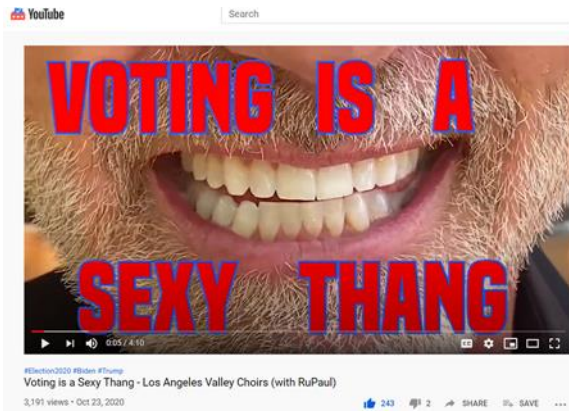 YouTube
Search
VOTING IS A
SEXY THANG
0:05 / 4:10
CC
#Election2020 #Biden #Trump
Voting is a Sexy Thang - Los Angeles Valley Choirs (with RuPaul)
3,191 views • Oct 23, 2020
243 2 SHARE SAVE